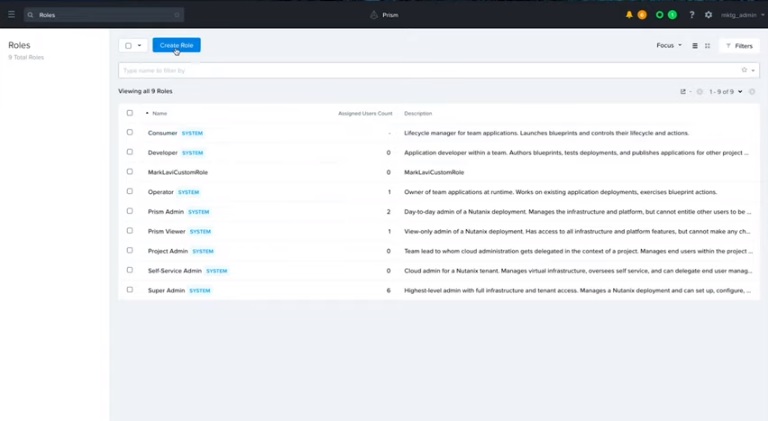 Roles
Prism
?
mktg_admin
Roles
9 Total Roles
Create Role
Focus
Filters
Type name to filter by
Viewing all 9 Roles
1 - 9 of 9
Name Assigned Users Count Description
Consumer SYSTEM - Lifecycle manager for team applications. Launches blueprints and controls their lifecycle and actions.
Developer SYSTEM 0 Application developer within a team. Authors blueprints, tests deployments, and publishes applications for other project ...
MarkLaviCustomRole 0 MarkLaviCustomRole
Operator SYSTEM 1 Owner of team applications at runtime. Works on existing application deployments, exercises blueprint actions.
Prism Admin SYSTEM 2 Day-to-day admin of a Nutanix deployment. Manages the infrastructure and platform, but cannot entitle other users to be ...
Prism Viewer SYSTEM 1 View-only admin of a Nutanix deployment. Has access to all infrastructure and platform features, but cannot make any ch...
Project Admin SYSTEM 0 Team lead to whom cloud administration gets delegated in the context of a project. Manages end users within the project ...
Self-Service Admin SYSTEM 0 Cloud admin for a Nutanix tenant. Manages virtual infrastructure, oversees self service, and can delegate end user manag...
Super Admin SYSTEM 6 Highest-level admin with full infrastructure and tenant access. Manages a Nutanix deployment and can set up, configure, ...